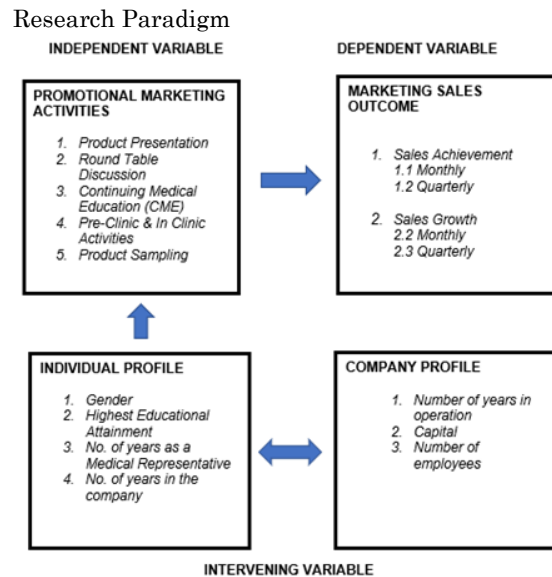 Research Paradigm
INDEPENDENT VARIABLE
DEPENDENT VARIABLE
PROMOTIONAL MARKETING
ACTIVITIES
1. Product Presentation
2. Round Table
Discussion
3. Continuing Medical
Education (CME)
4. Pre-Clinic & In Clinic
Activities
5. Product Sampling
MARKETING SALES
OUTCOME
1. Sales Achievement
1.1 Monthly
1.2 Quarterly
2. Sales Growth
2.2 Monthly
2.3 Quarterly
INDIVIDUAL PROFILE
1. Gender
2. Highest Educational
Attainment
3. No. of years as a
Medical Representative
4. No. of years in the
company
COMPANY PROFILE
1. Number of years in
operation
2. Capital
3. Number of
employees
INTERVENING VARIABLE